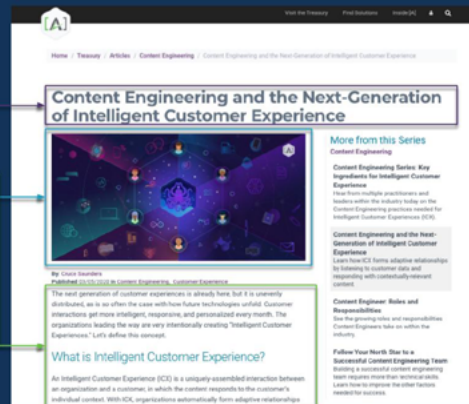 [A]
Visit the Treasury Find Solutions Inside [A]
Home / Treasury / Articles / Content Engineering / Content Engineering and the Next-Generation of Intelligent Customer Experience
Content Engineering and the Next-Generation
of Intelligent Customer Experience
By: Cruce Saunders
in Content Engineering, Customer Experience
The next generation of customer experiences is already here, but it is unevenly
distributed, as is so often the case with how future technologies unfold. Customer
interactions get more intelligent, responsive, and personalized every month. The
organizations leading the way are very intentionally creating "Intelligent Customer
Experiences." Let's define this concept.
What is Intelligent Customer Experience?
An Intelligent Customer Experience (ICX) is a uniquely-assembled interaction between
an organization and a customer, in which the content responds to the customer's
individual context. With ICX, organizations automatically form adaptive relationships
More from this Series
Content Engineering
Content Engineering Series: Key
Ingredients for Intelligent Customer
Experience
Hear from multiple practitioners and
leaders within the industry today on the
Content Engineering practices needed for
Intelligent Customer Experiences (ICX).
Content Engineering and the Next-
Generation of Intelligent Customer
Experience
Learn how ICX forms adaptive relationships
by listening to customer data and
responding with contextually-relevant
content.
Content Engineer: Roles and
Responsibilities
See the growing roles and responsibilities
Content Engineers take on within the
industry.
Follow Your North Star to a
Successful Content Engineering Team
Building a successful content engineering
team requires more than technical skills.
Learn how to improve the other factors
needed for success.